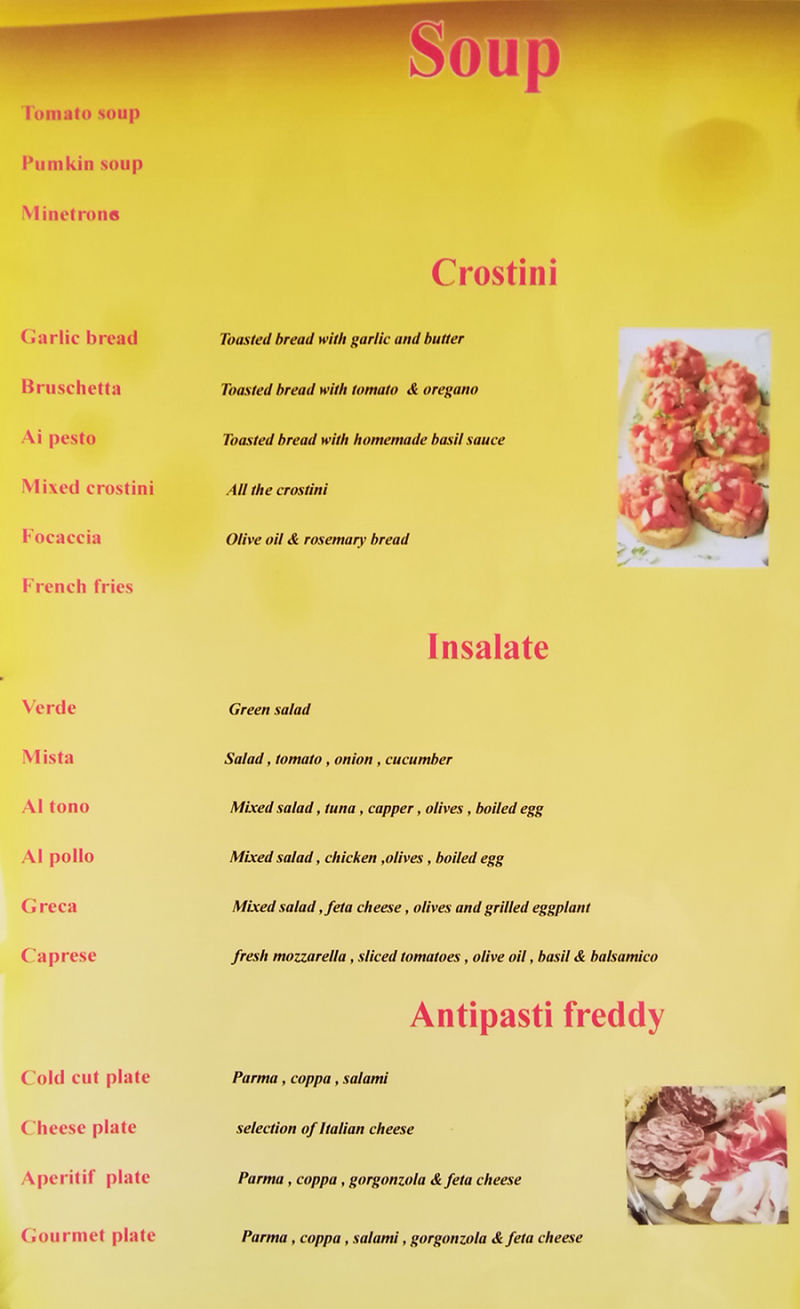 Soup
Tomato soup
Pumkin soup
Minetrone
Crostini
Garlic bread Toasted bread with garlic and butter
Bruschetta Toasted bread with tomato & oregano
Ai pesto Toasted bread with homemade basil sauce
Mixed crostini All the crostini
Focaccia Olive oil & rosemary bread
French fries
Insalate
Verde Green salad
Mista Salad , tomato , onion , cucumber
Al tono Mixed salad , tuna , capper , olives , boiled egg
Al pollo Mixed salad , chicken ,olives , boiled egg
Greca Mixed salad , feta cheese , olives and grilled eggplant
Caprese fresh mozzarella , sliced tomatoes , olive oil , basil & balsamico
Antipasti freddy
Cold cut plate Parma , coppa , salami
Cheese plate selection of Italian cheese
Aperitif plate Parma , coppa , gorgonzola & feta cheese
Gourmet plate Parma , coppa , salami , gorgonzola & feta cheese